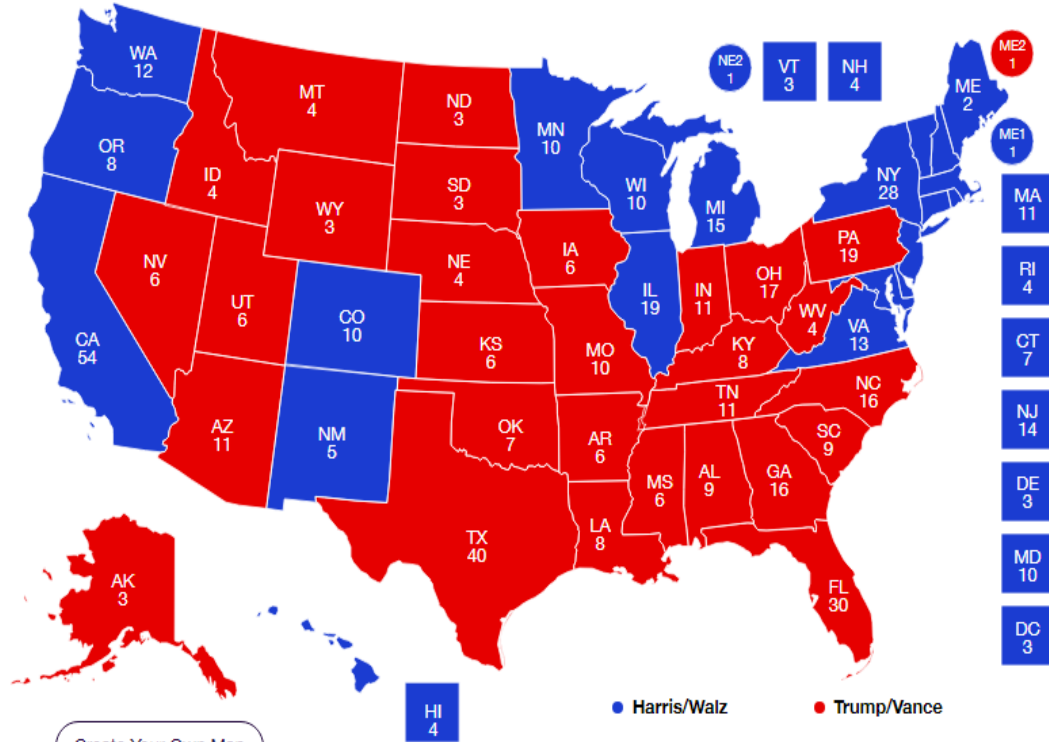 WA
12
MT
4
ND
3
MN
10
NE2
1
VT
3
NH
4
ME2
1
ME
2
ME1
1
OR
8
ID
4
WY
3
SD
3
WI
10
MI
15
NY
28
MA
11
NV
6
UT
6
CO
10
NE
4
IA
6
IL
19
IN
11
OH
17
PA
19
WV
4
VA
13
RI
4
CA
54
KS
6
MO
10
KY
8
CT
7
AZ
11
NM
5
OK
7
AR
6
TN
11
NC
16
SC
9
NJ
14
MS
6
AL
9
GA
16
DE
3
TX
40
LA
8
FL
30
MD
10
AK
3
DC
3
HI
4
Harris/Walz
Trump/Vance
Create Your Own Map